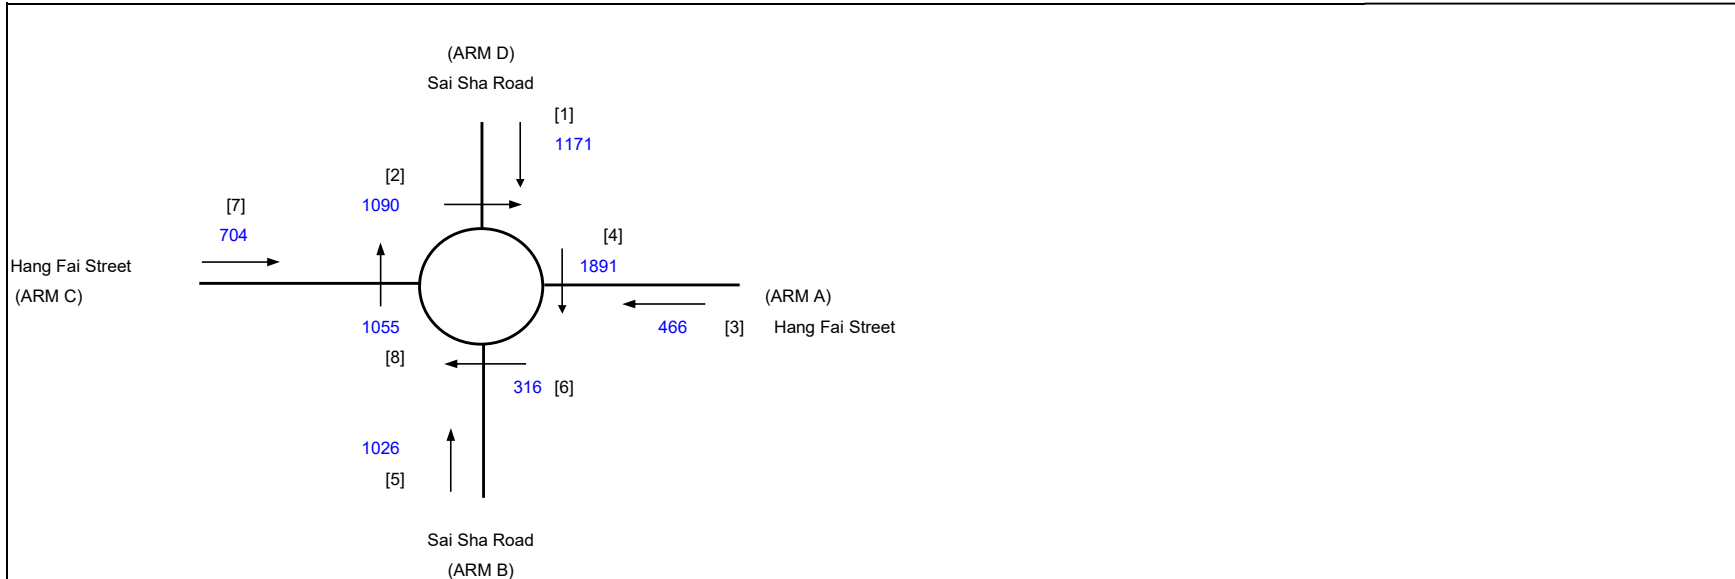 (ARM D)
Sai Sha Road
[1]
1171
[2]
1090
[7]
704
[4]
1891
Hang Fai Street
(ARM C)
(ARM A)
1055
466 [3] Hang Fai Street
[8]
316 [6]
1026
[5]
Sai Sha Road
(ARM B)